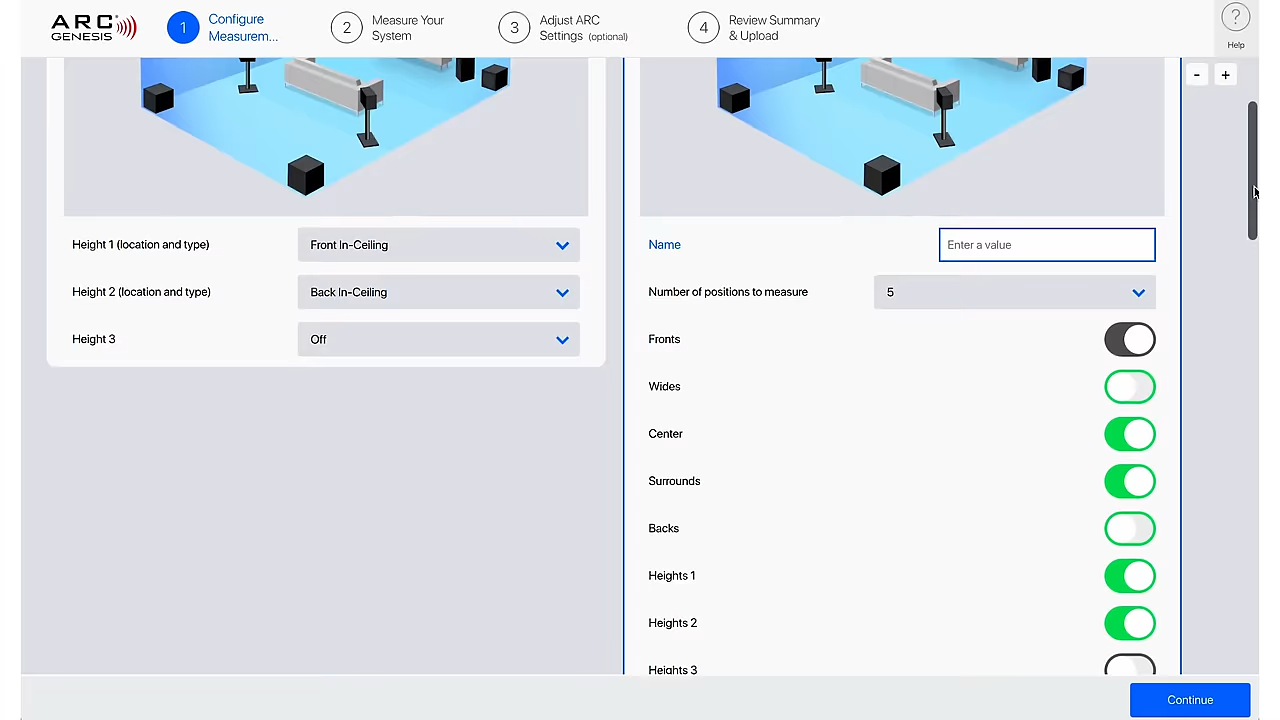 ARC®
GENESIS
1
Configure
Measurem...
2
Measure Your
System
3
Adjust ARC
Settings (optional)
4
Review Summary
& Upload
?
Help
- +
Height 1 (location and type)
Front In-Ceiling
Height 2 (location and type)
Back In-Ceiling
Height 3
Off
Name
Enter a value
Number of positions to measure
5
Fronts
Wides
Center
Surrounds
Backs
Heights 1
Heights 2
Heights 3
Continue